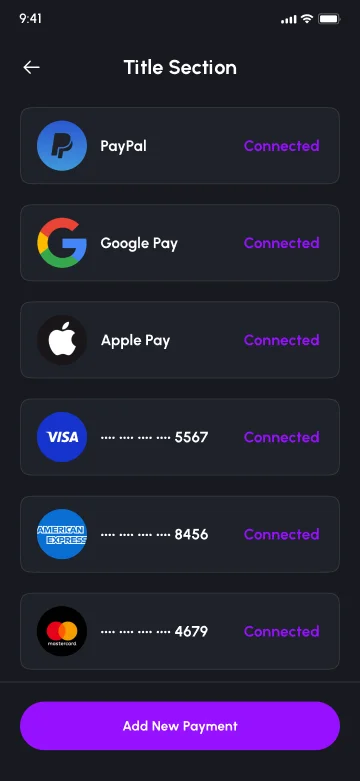 9:41
Title Section
PayPal Connected
Google Pay Connected
Apple Pay Connected
VISA •••• •••• •••• 5567 Connected
AMERICAN
EXPRESS
•••• •••• •••• •••• 8456 Connected
mastercard
•••• •••• •••• •••• 4679 Connected
Add New Payment